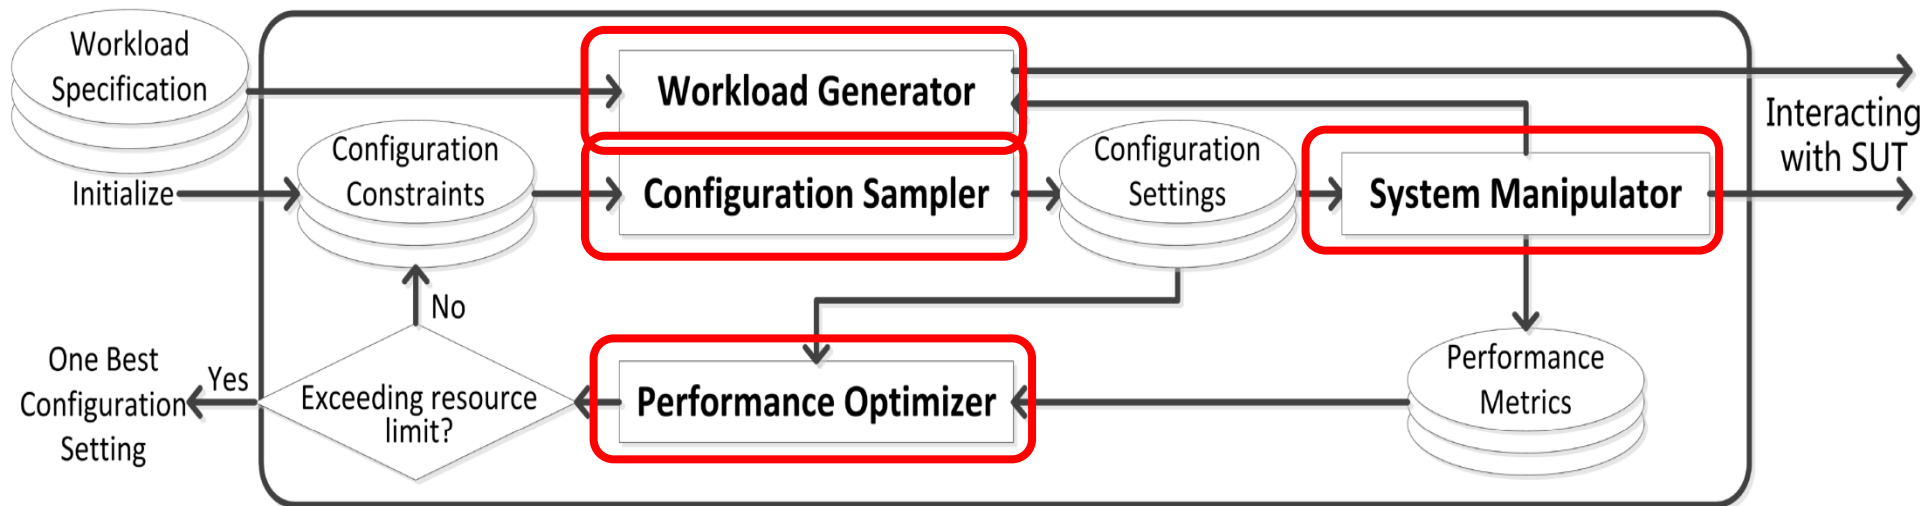 Workload
Specification
Workload Generator
Interacting
with SUT
Initialize
Configuration
Constraints
Configuration Sampler
Configuration
Settings
System Manipulator
No
One Best
Configuration
Setting
Yes
Exceeding resource
limit?
Performance Optimizer
Performance
Metrics